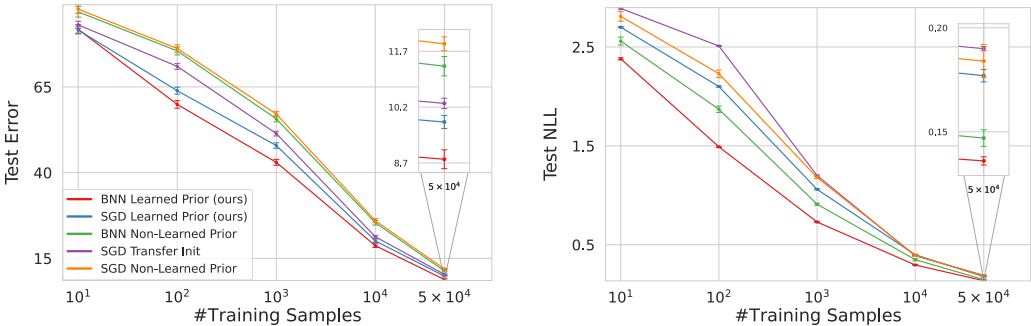 Test Error
65
40
15
11,7
10,2
8,7
5 × 10⁴
BNN Learned Prior (ours)
SGD Learned Prior (ours)
BNN Non-Learned Prior
SGD Transfer Init
SGD Non-Learned Prior
10¹ 10² 10³ 10⁴ 5 × 10⁴
#Training Samples
Test NLL
2.5
1.5
0.5
0,20
0,15
5 × 10⁴
10¹ 10² 10³ 10⁴ 5 × 10⁴
#Training Samples